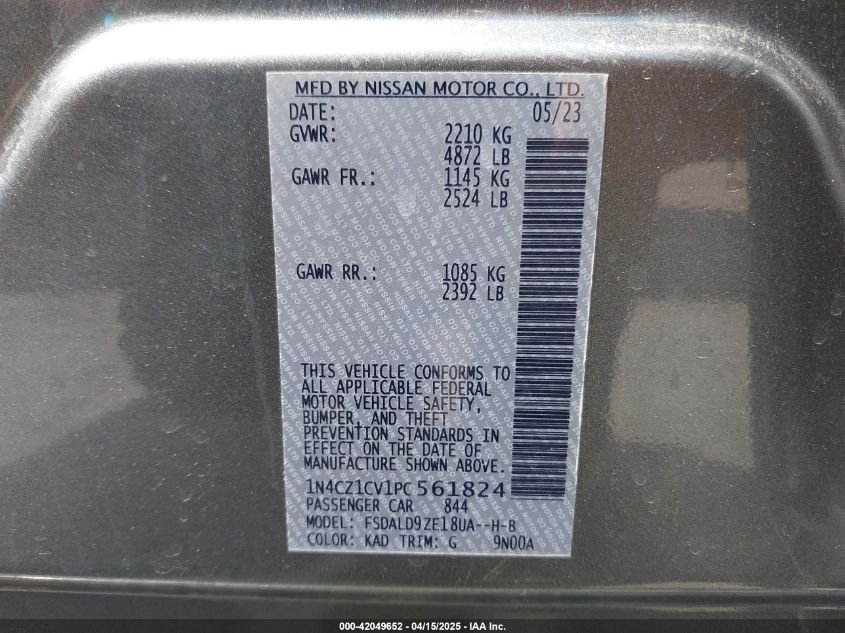 MFD BY NISSAN MOTOR CO., LTD.
DATE: 05/23
GVWR: 2210 KG
4872 LB
GAWR FR.: 1145 KG
2524 LB
GAWR RR.: 1085 KG
2392 LB
THIS VEHICLE CONFORMS TO
ALL APPLICABLE FEDERAL
MOTOR VEHICLE SAFETY,
BUMPER, AND THEFT
PREVENTION STANDARDS IN
EFFECT ON THE DATE OF
MANUFACTURE SHOWN ABOVE.
1N4CZ1CV1PC561824
PASSENGER CAR 844
MODEL: FSDALD9ZE18UA--H-B
COLOR: KAD TRIM: G 9N00A
000-42049652 - 04/15/2025 - IAA Inc.